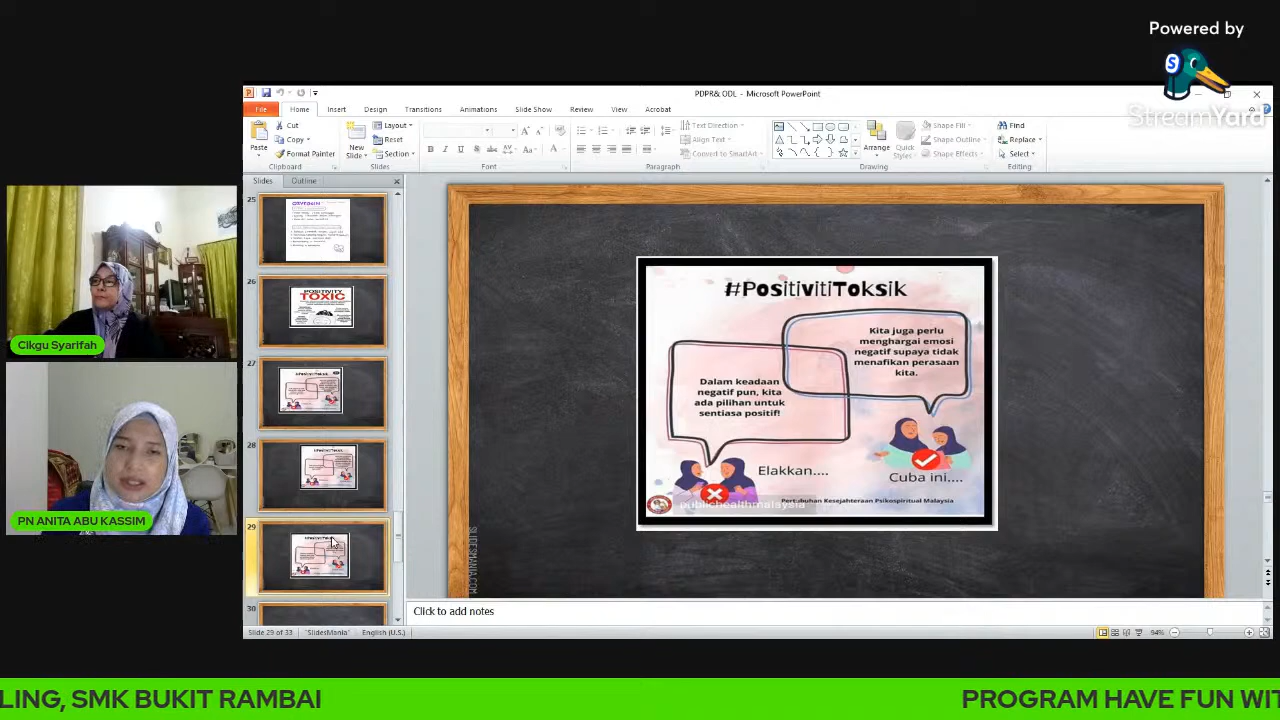 Powered by
StreamYard
PDPR& ODL - Microsoft PowerPoint
File
Home
Insert
Design
Transitions
Animations
Slide Show
Review
View
Acrobat
Paste
Cut
Copy
Format Painter
Clipboard
New
Slide
Layout
Reset
Section
Slides
Font
Text Direction
Align Text
Convert to SmartArt
Paragraph
Arrange
Quick
Styles
Shape Fill
Shape Outline
Shape Effects
Drawing
Find
Replace
Select
Editing
Slides
Outline
25
26
POSITIVITY
TOXIC
27
28
29
30
#PositivitiToksik
Kita juga perlu
menghargai emosi
negatif supaya tidak
menafikan perasaan
kita.
Dalam keadaan
negatif pun, kita
ada pilihan untuk
sentiasa positif!
Elakkan....
Cuba ini....
Pertubuhan Kesejahteraan Psikospiritual Malaysia
publichealthmalaysia
SLIDESMANIA.COM
Click to add notes
Slide 29 of 33
"SlidesMania"
English (U.S.)
94%
Cikgu Syarifah
PN ANITA ABU KASSIM
LING, SMK BUKIT RAMBAI
PROGRAM HAVE FUN WIT